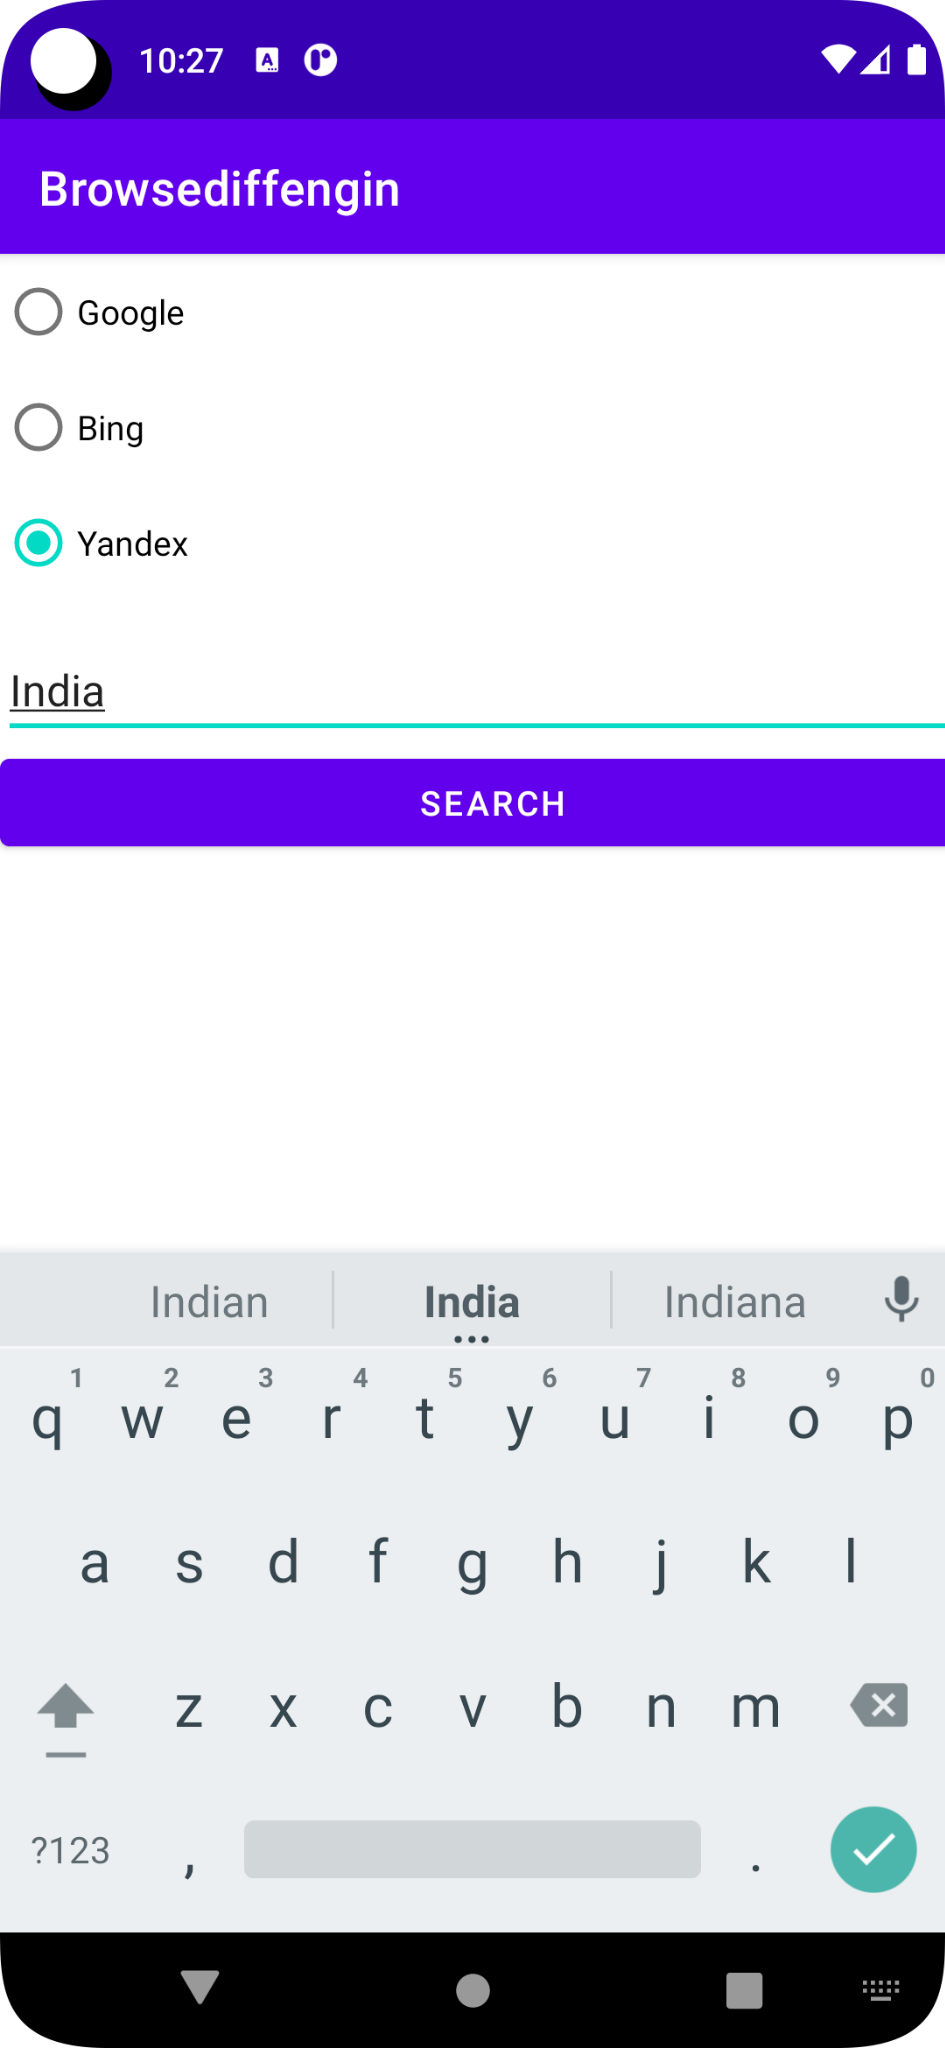 10:27
Browsediffengin
Google
Bing
Yandex
India
SEARCH
Indian India Indiana
1 2 3 4 5 6 7 8 9 0
q w e r t y u i o p
a s d f g h j k l
z x c v b n m
?123 , .